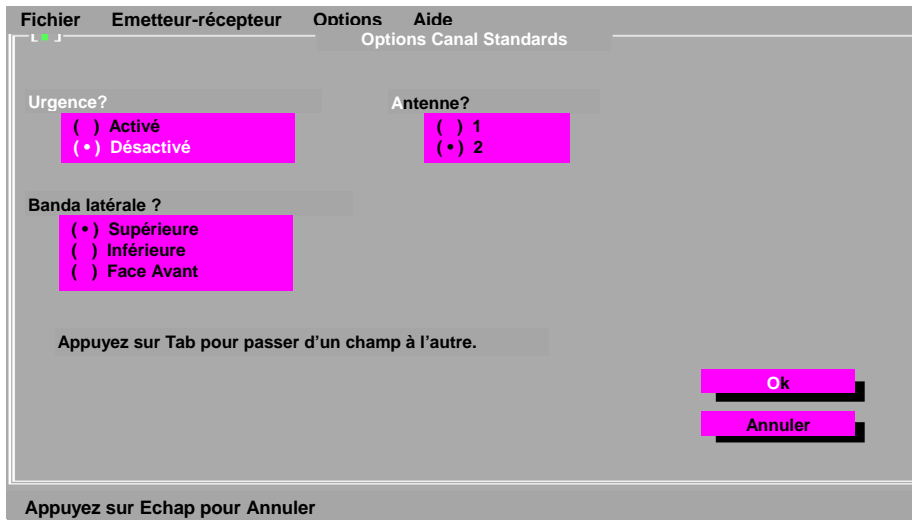 Fichier Emetteur-récepteur Options Aide
[■]
Options Canal Standards
Urgence? Antenne?
( ) Activé ( ) 1
(•) Désactivé (•) 2
Banda latérale ?
(•) Supérieure
( ) Inférieure
( ) Face Avant
Appuyez sur Tab pour passer d'un champ à l'autre.
Ok
Annuler
Appuyez sur Echap pour Annuler